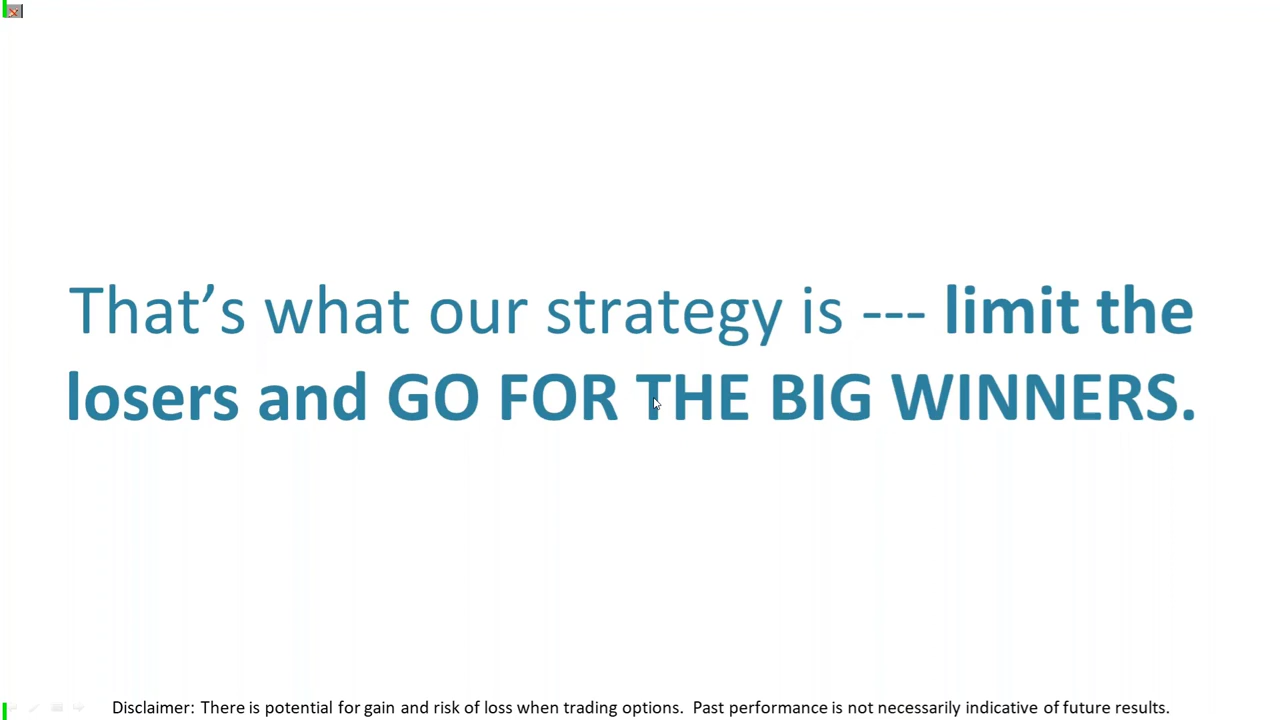 That’s what our strategy is --- limit the
losers and GO FOR THE BIG WINNERS.
Disclaimer: There is potential for gain and risk of loss when trading options.  Past performance is not necessarily indicative of future results.